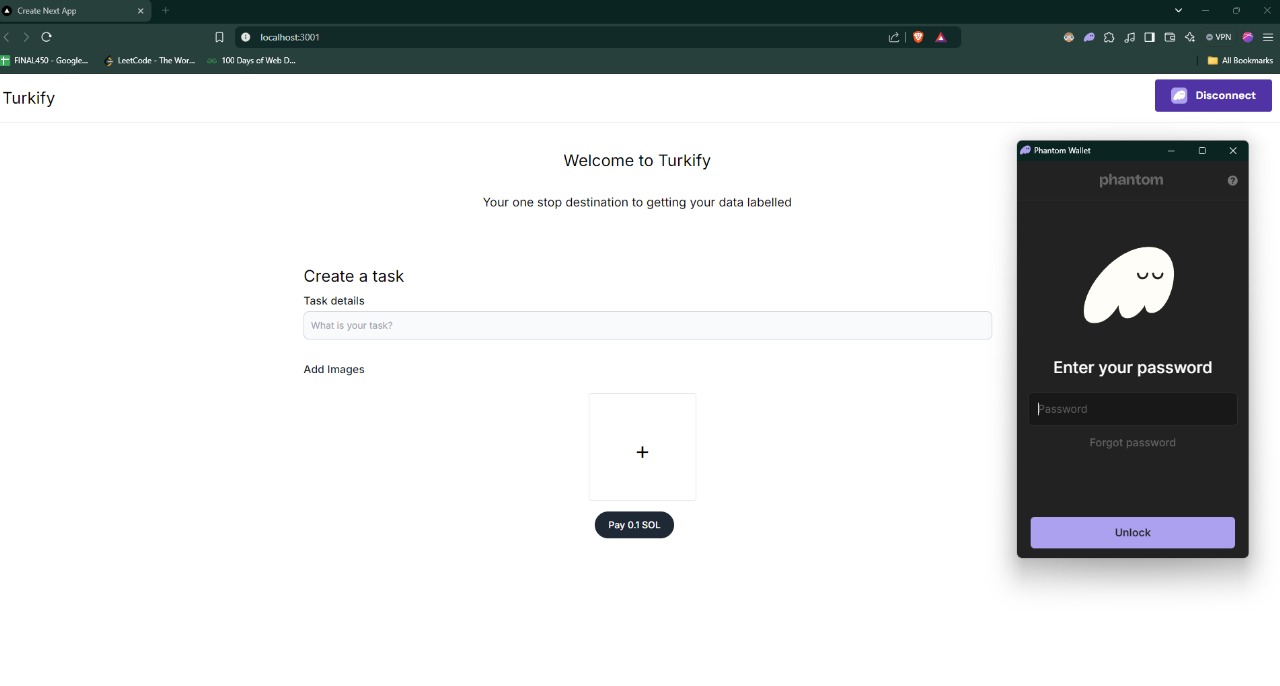 Create Next App
localhost:3001
VPN
FINAL450 - Google...
LeetCode - The Wor...
100 Days of Web D...
All Bookmarks
Turkify
Disconnect
Welcome to Turkify
Your one stop destination to getting your data labelled
Create a task
Task details
What is your task?
Add Images
+
Pay 0.1 SOL
Phantom Wallet
phantom
?
Enter your password
Password
Forgot password
Unlock